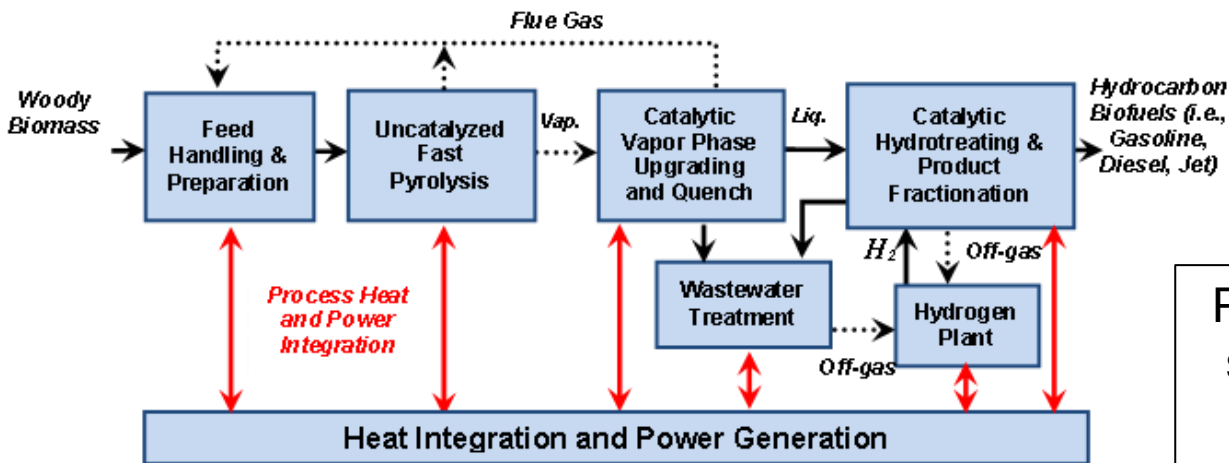 Flue Gas
Woody
Biomass
Feed
Handling &
Preparation
Uncatalyzed
Fast
Pyrolysis
Vap.
Catalytic
Vapor Phase
Upgrading
and Quench
Liq.
Catalytic
Hydrotreating &
Product
Fractionation
Hydrocarbon
Biofuels (i.e.,
Gasoline,
Diesel, Jet)
Process Heat
and Power
Integration
Wastewater
Treatment
H2
Off-gas
Hydrogen
Plant
Off-gas
Heat Integration and Power Generation